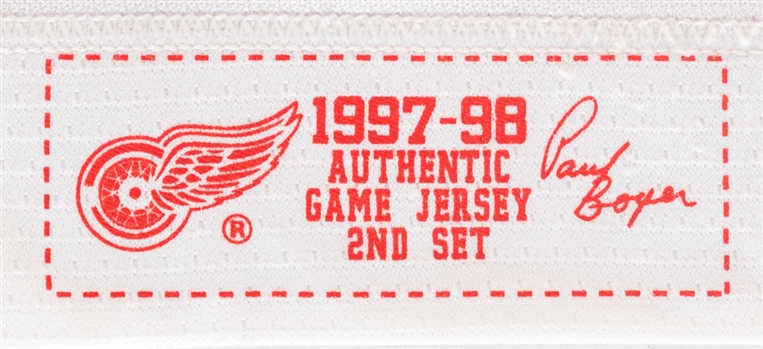 1997-98
AUTHENTIC
GAME JERSEY
2ND SET
®
Paul
Boyer